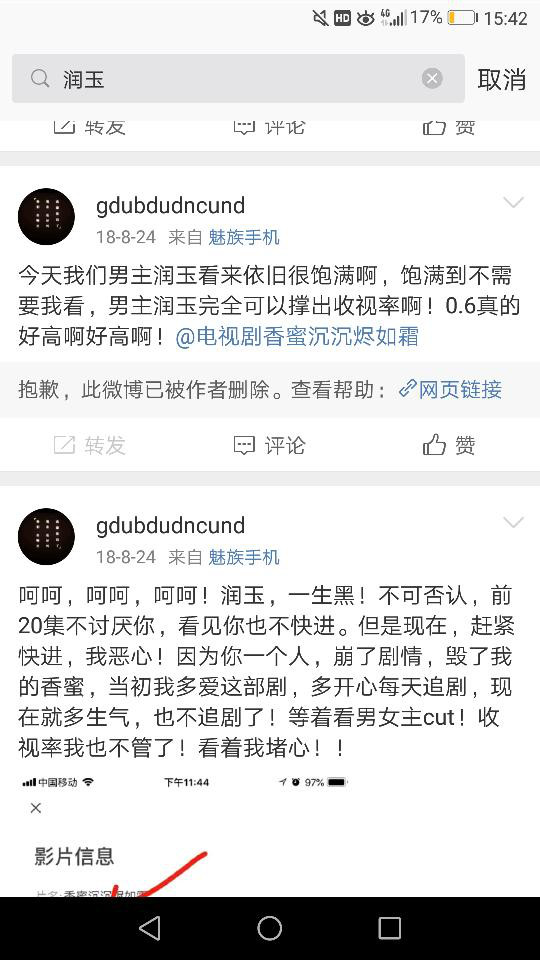 HD 4G 17% 15:42
润玉 取消
转发 评论 赞
gdubdudncund
18-8-24 来自 魅族手机
今天我们男主润玉看来依旧很饱满啊，饱满到不需
要我看，男主润玉完全可以撑出收视率啊！0.6真的
好高啊好高啊！@电视剧香蜜沉沉烬如霜
抱歉，此微博已被作者删除。查看帮助：网页链接
转发 评论 赞
gdubdudncund
18-8-24 来自 魅族手机
呵呵，呵呵，呵呵！润玉，一生黑！不可否认，前
20集不讨厌你，看见你也不快进。但是现在，赶紧
快进，我恶心！因为你一个人，崩了剧情，毁了我
的香蜜，当初我多爱这部剧，多开心每天追剧，现
在就多生气，也不追剧了！等着看男女主cut！收
视率我也不管了！看着我堵心！！
中国移动 下午11:44 97%
影片信息